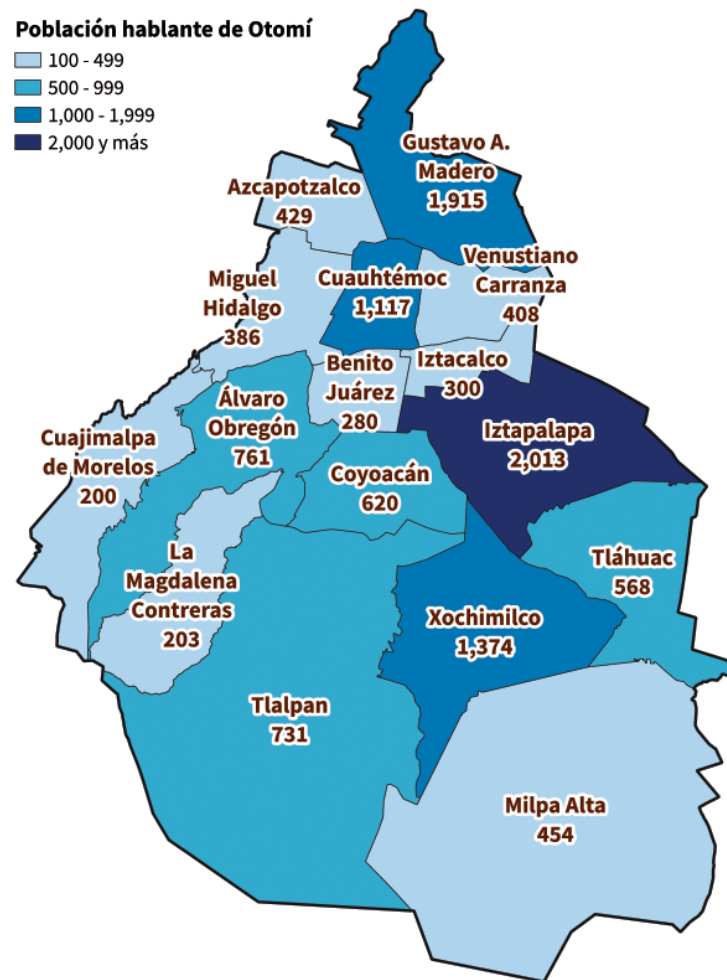 Población hablante de Otomí
100 - 499
500 - 999
1,000 - 1,999
2,000 y más
Gustavo A.
Madero
1,915
Azcapotzalco
429
Venustiano
Carranza
408
Cuauhtémoc
1,117
Miguel
Hidalgo
386
Iztacalco
300
Benito
Juárez
280
Álvaro
Obregón
761
Iztapalapa
2,013
Cuajimalpa
de Morelos
200
Coyoacán
620
La
Magdalena
Contreras
203
Tláhuac
568
Xochimilco
1,374
Tlalpan
731
Milpa Alta
454